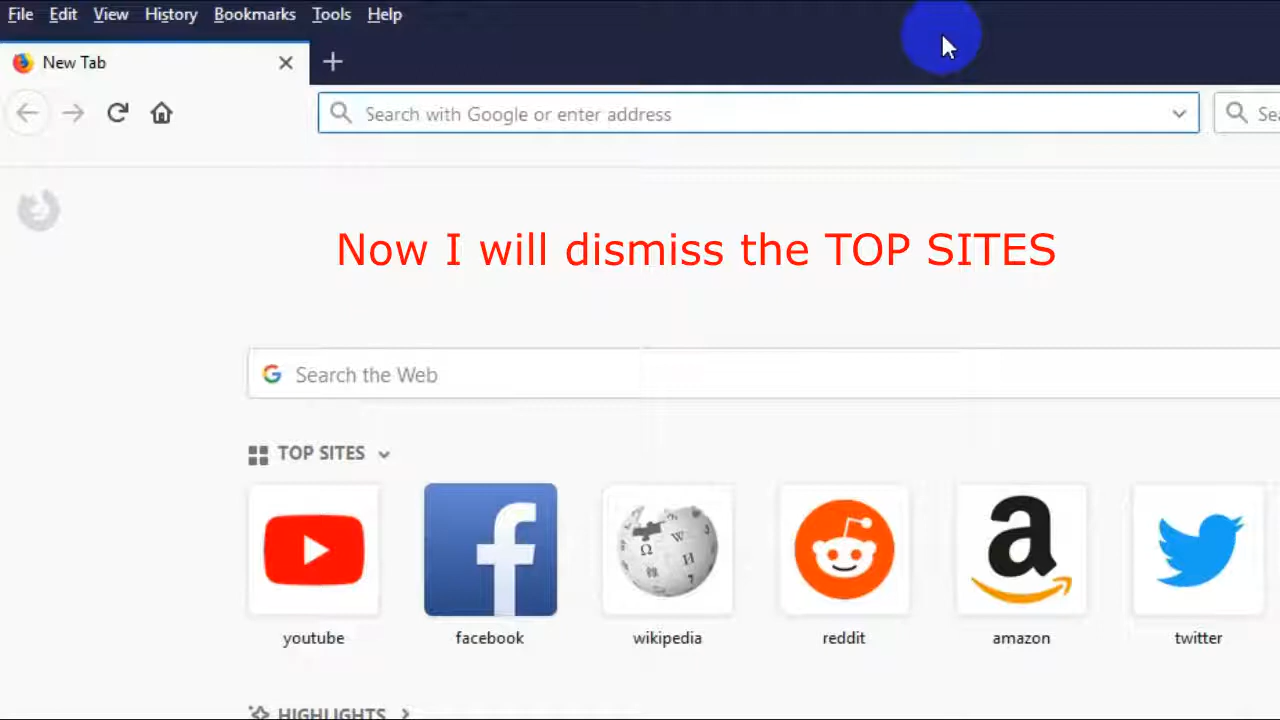 File Edit View History Bookmarks Tools Help
New Tab
Search with Google or enter address
Now I will dismiss the TOP SITES
Search the Web
TOP SITES
youtube facebook wikipedia reddit amazon twitter
HIGHLIGHTS